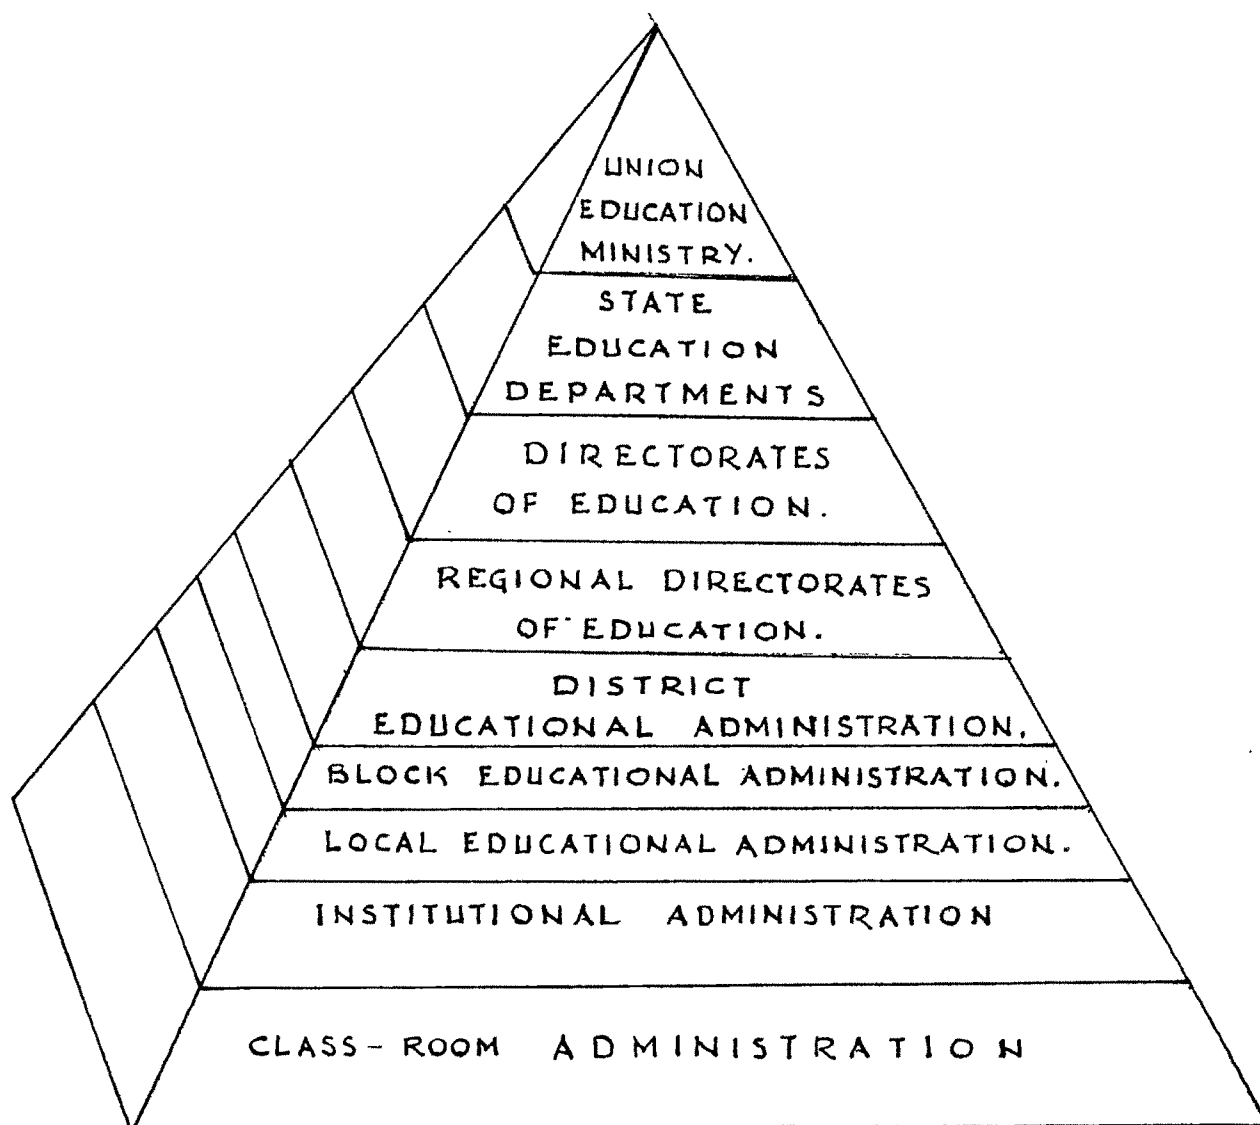 UNION
EDUCATION
MINISTRY.
STATE
EDUCATION
DEPARTMENTS
DIRECTORATES
OF EDUCATION.
REGIONAL DIRECTORATES
OF EDUCATION.
DISTRICT
EDUCATIONAL ADMINISTRATION.
BLOCK EDUCATIONAL ADMINISTRATION.
LOCAL EDUCATIONAL ADMINISTRATION.
INSTITUTIONAL ADMINISTRATION
CLASS-ROOM ADMINISTRATION